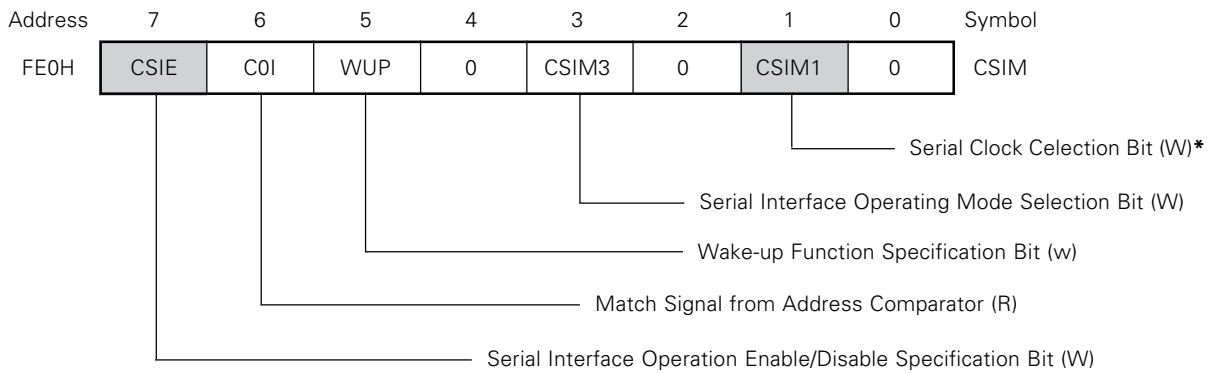 Address 7 6 5 4 3 2 1 0 Symbol
FE0H CSIE C0I WUP 0 CSIM3 0 CSIM1 0 CSIM
Serial Clock Celection Bit (W)*
Serial Interface Operating Mode Selection Bit (W)
Wake-up Function Specification Bit (w)
Match Signal from Address Comparator (R)
Serial Interface Operation Enable/Disable Specification Bit (W)